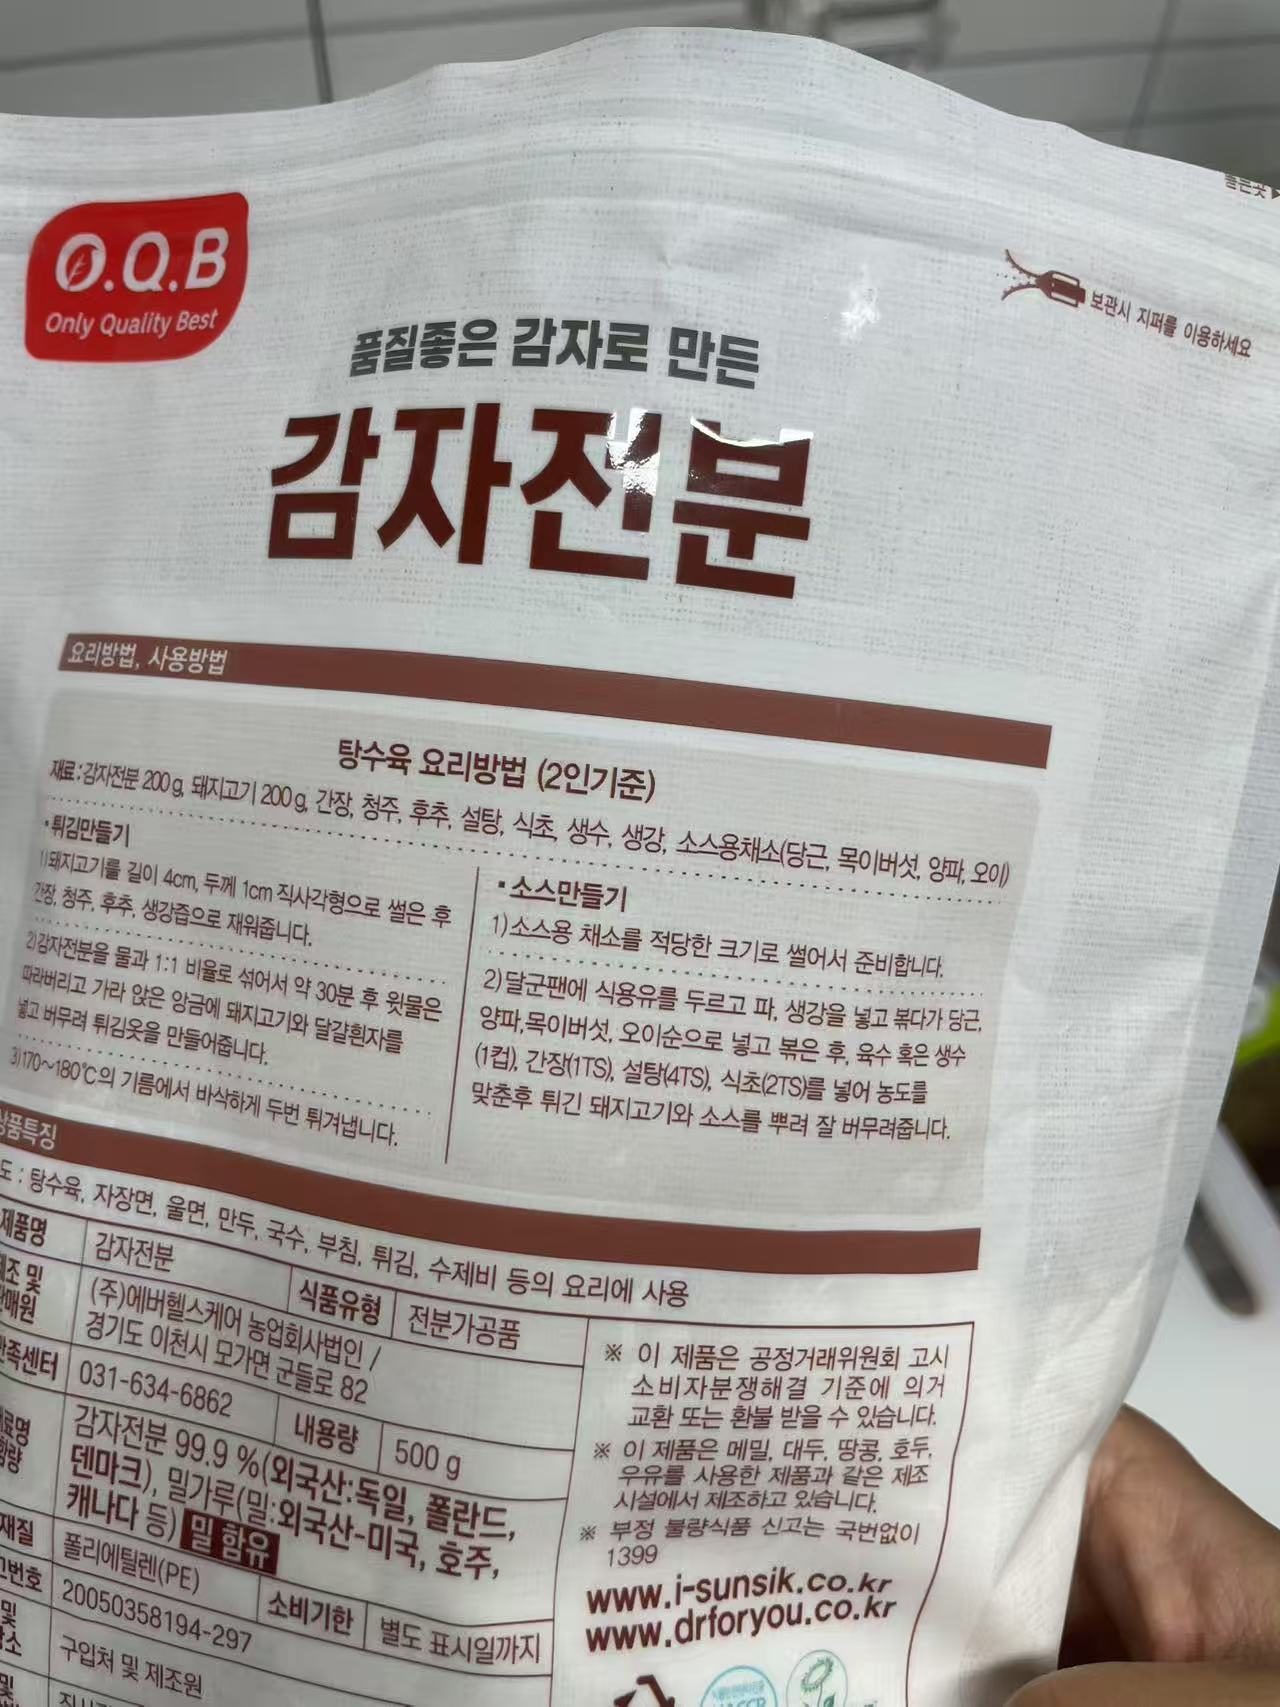 O.Q.B
Only Quality Best
보관시 지퍼를 이용하세요
품질좋은 감자로 만든
감자전분
요리방법, 사용방법
탕수육 요리방법 (2인기준)
재료 : 감자전분 200g, 돼지고기 200g, 간장, 청주, 후추, 설탕, 식초, 생수, 생강, 소스용채소(당근, 목이버섯, 양파, 오이)
▪튀김만들기
1)돼지고기를 길이 4cm, 두께 1cm 직사각형으로 썰은 후
간장, 청주, 후추, 생강즙으로 재워줍니다.
2)감자전분을 물과 1:1 비율로 섞어서 약 30분 후 윗물은
따라버리고 가라 앉은 앙금에 돼지고기와 달걀흰자를
넣고 버무려 튀김옷을 만들어줍니다.
3)170~180℃의 기름에서 바삭하게 두번 튀겨냅니다.
▪소스만들기
1)소스용 채소를 적당한 크기로 썰어서 준비합니다.
2)달군팬에 식용유를 두르고 파, 생강을 넣고 볶다가 당근,
양파,목이버섯, 오이순으로 넣고 볶은 후, 육수 혹은 생수
(1컵), 간장(1TS), 설탕(4TS), 식초(2TS)를 넣어 농도를
맞춘후 튀긴 돼지고기와 소스를 뿌려 잘 버무려줍니다.
상품특징
도 : 탕수육, 자장면, 울면, 만두, 국수, 부침, 튀김, 수제비 등의 요리에 사용
제품명 감자전분 식품유형 전분가공품
제조 및
판매원
(주)에버헬스케어 농업회사법인 /
경기도 이천시 모가면 군들로 82
만족센터 031-634-6862 내용량 500 g
감자전분 99.9 %(외국산:독일, 폴란드,
덴마크), 밀가루(밀:외국산-미국, 호주,
캐나다 등) 밀 함유
재질 폴리에틸렌(PE) 소비기한 별도 표시일까지
번호 20050358194-297
및 구입처 및 제조원
※ 이 제품은 공정거래위원회 고시
소비자분쟁해결 기준에 의거
교환 또는 환불 받을 수 있습니다.
※ 이 제품은 메밀, 대두, 땅콩, 호두,
우유를 사용한 제품과 같은 제조
시설에서 제조하고 있습니다.
※ 부정 불량식품 신고는 국번없이
1399
www.i-sunsik.co.kr
www.drforyou.co.kr